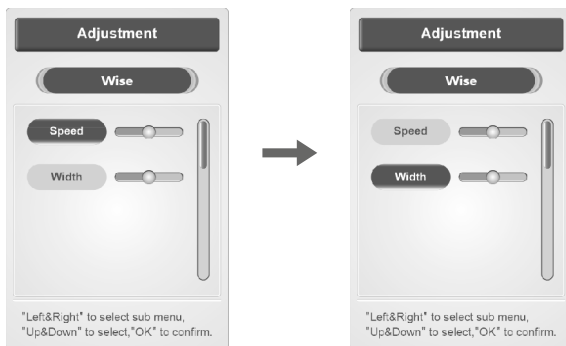 Adjustment
Wise
Speed
Width
"Left&Right" to select sub menu,
"Up&Down" to select,"OK" to confirm.
Adjustment
Wise
Speed
Width
"Left&Right" to select sub menu,
"Up&Down" to select,"OK" to confirm.